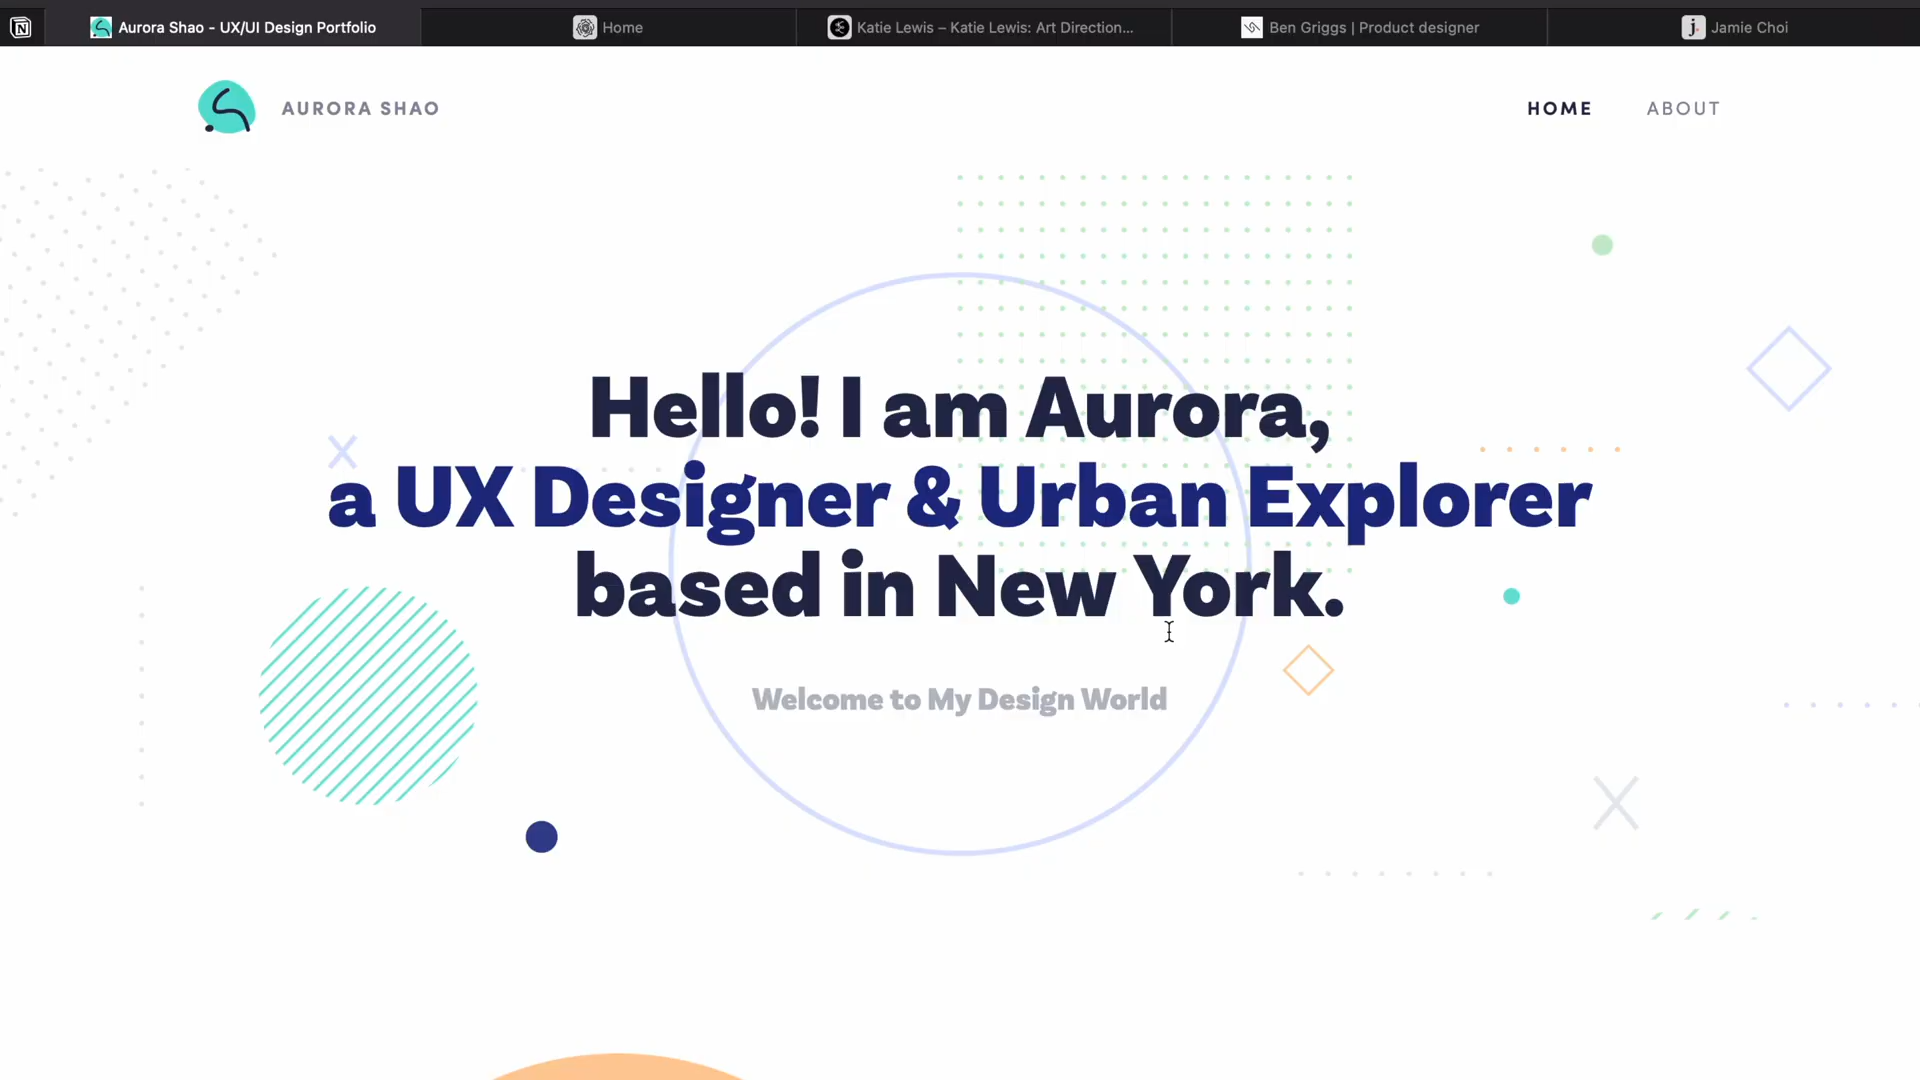 Aurora Shao - UX/UI Design Portfolio
Home
Katie Lewis – Katie Lewis: Art Direction...
Ben Griggs | Product designer
Jamie Choi
AURORA SHAO
HOME
ABOUT
Hello! I am Aurora,
a UX Designer & Urban Explorer
based in New York.
Welcome to My Design World